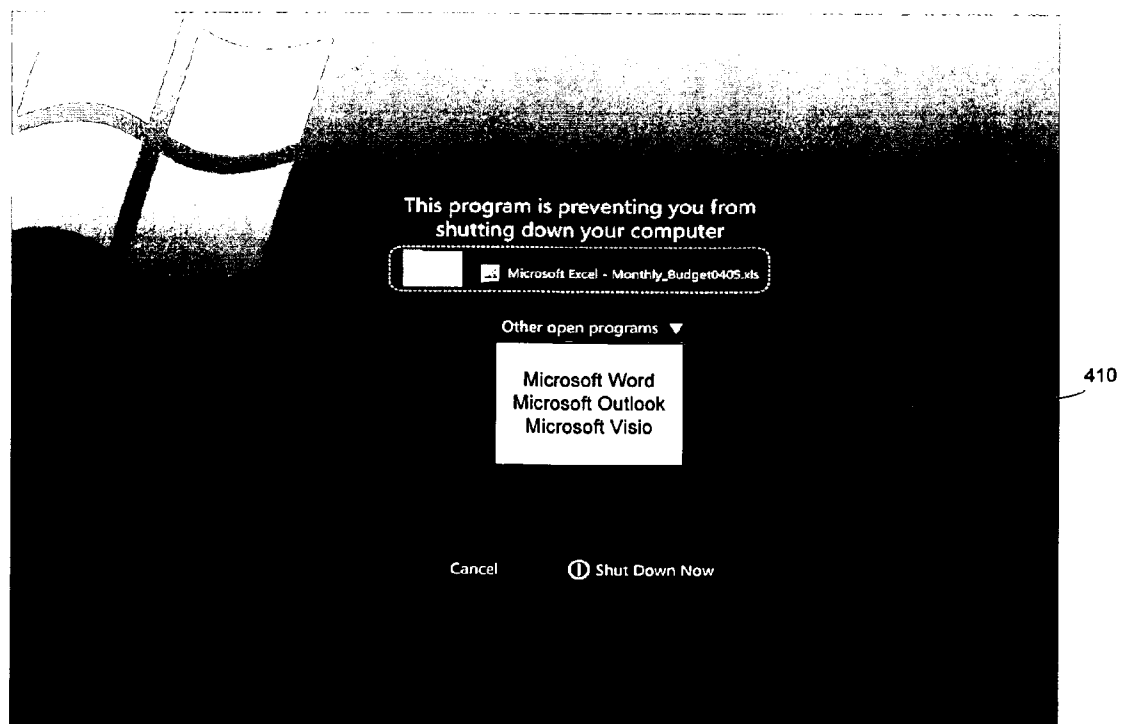 This program is preventing you from
shutting down your computer
Microsoft Excel - Monthly_Budget0405.xls
Other open programs ▼
Microsoft Word
Microsoft Outlook
Microsoft Visio
410
Cancel
Shut Down Now